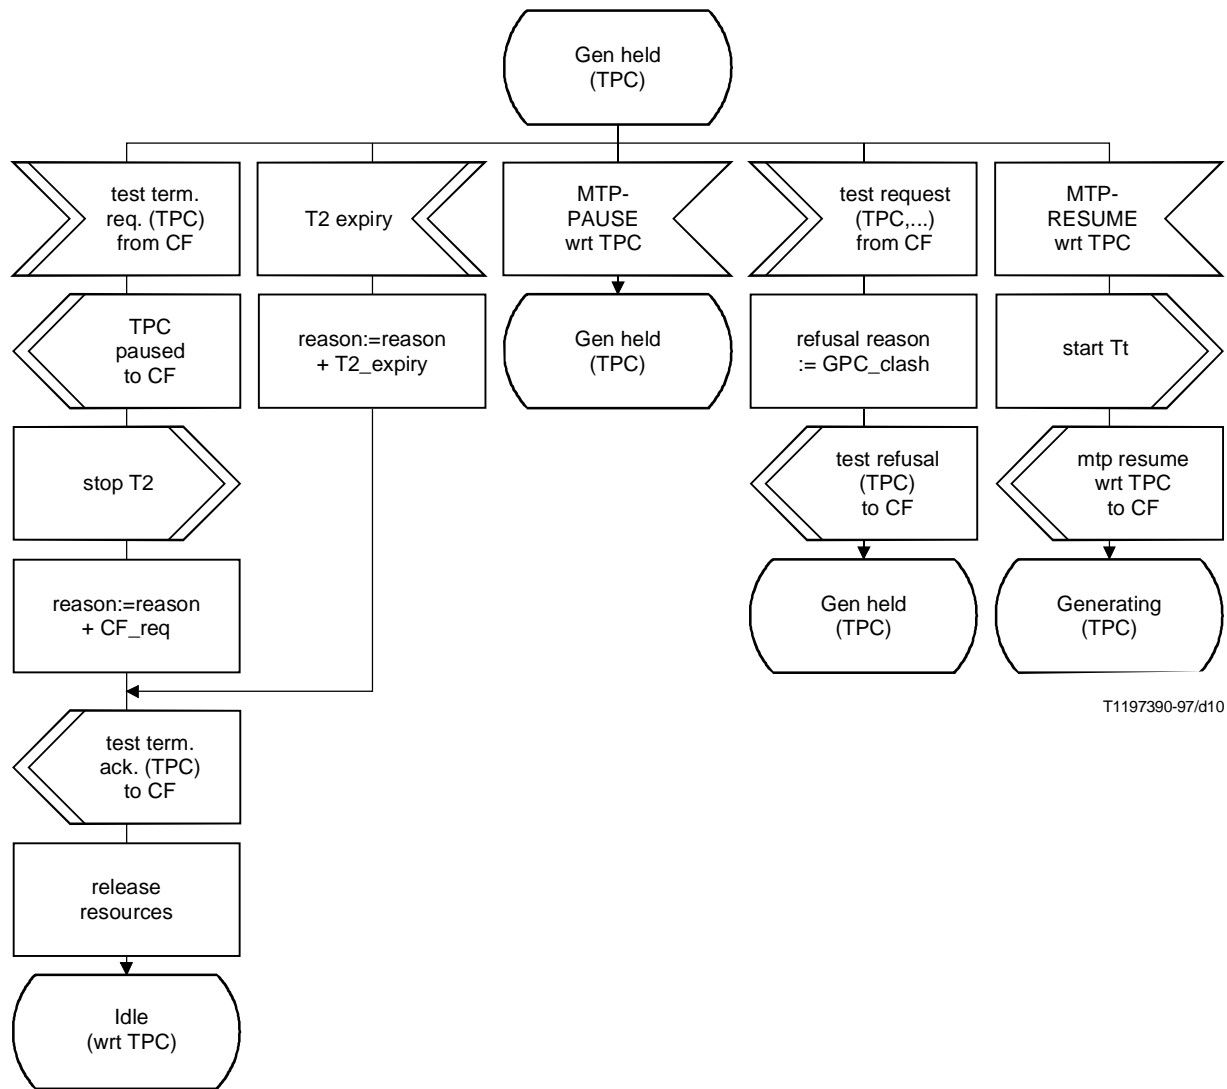 Gen held
(TPC)
test term.
req. (TPC)
from CF
T2 expiry
MTP-
PAUSE
wrt TPC
test request
(TPC,...)
from CF
MTP-
RESUME
wrt TPC
TPC
paused
to CF
reason:=reason
+ T2_expiry
Gen held
(TPC)
refusal reason
:= GPC_clash
start Tt
stop T2
test refusal
(TPC)
to CF
mtp resume
wrt TPC
to CF
reason:=reason
+ CF_req
Gen held
(TPC)
Generating
(TPC)
T1197390-97/d10
test term.
ack. (TPC)
to CF
release
resources
Idle
(wrt TPC)